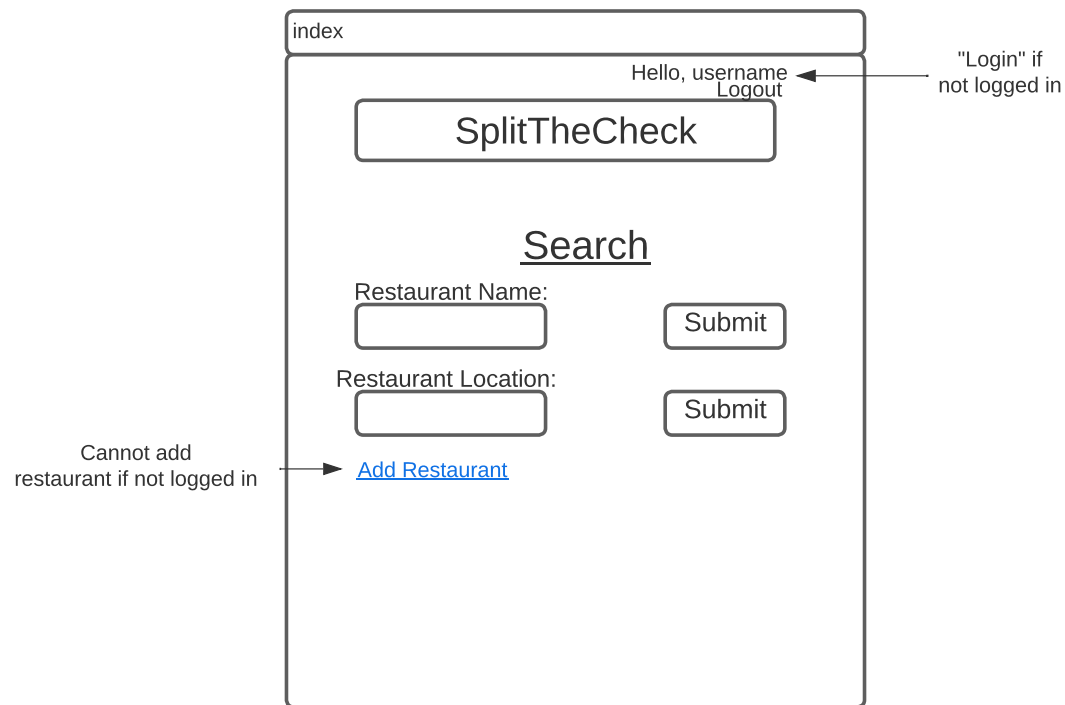 index
Hello, username
Logout
"Login" if
not logged in
SplitTheCheck
Search
Restaurant Name:
Submit
Restaurant Location:
Submit
Cannot add
restaurant if not logged in
Add Restaurant